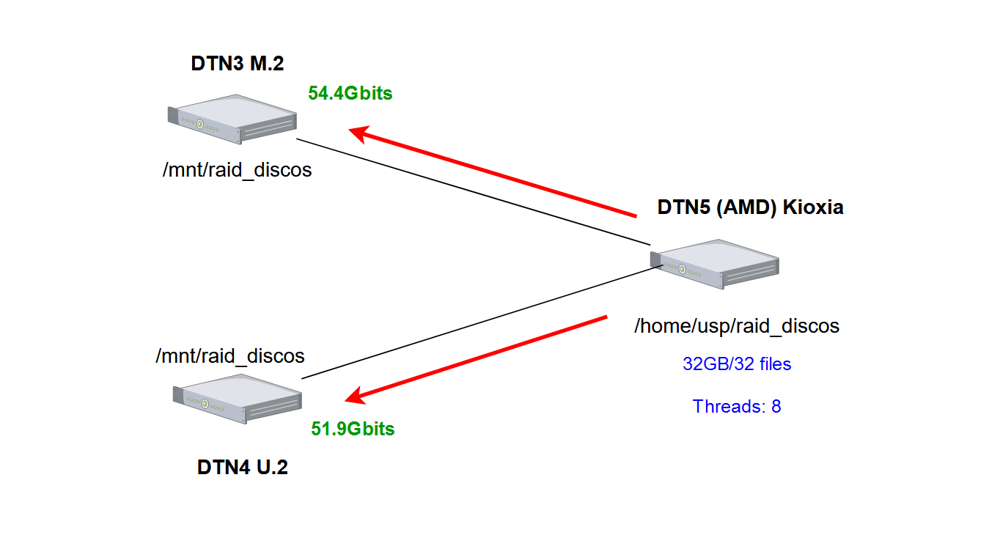 DTN3 M.2
54.4Gbits
/mnt/raid_discos
DTN5 (AMD) Kioxia
/home/usp/raid_discos
32GB/32 files
Threads: 8
/mnt/raid_discos
51.9Gbits
DTN4 U.2